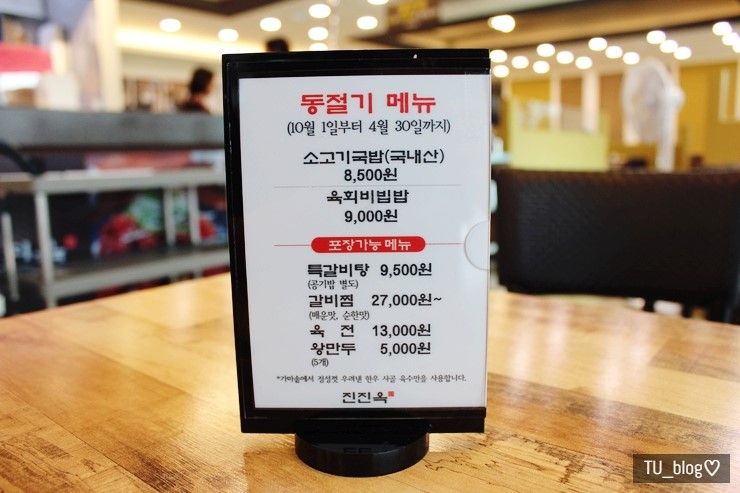 동절기 메뉴
(10월 1일부터 4월 30일까지)
소고기국밥(국내산)
8,500원
육회비빔밥
9,000원
포장가능메뉴
특갈비탕 9,500원
(공기밥 별도)
갈비찜 27,000원~
(매운맛, 순한맛)
육 전 13,000원
왕만두 5,000원
(5개)
*가마솥에서 정성껏 우려낸 한우 사골 육수만을 사용합니다.
진진옥
TU_blog♡